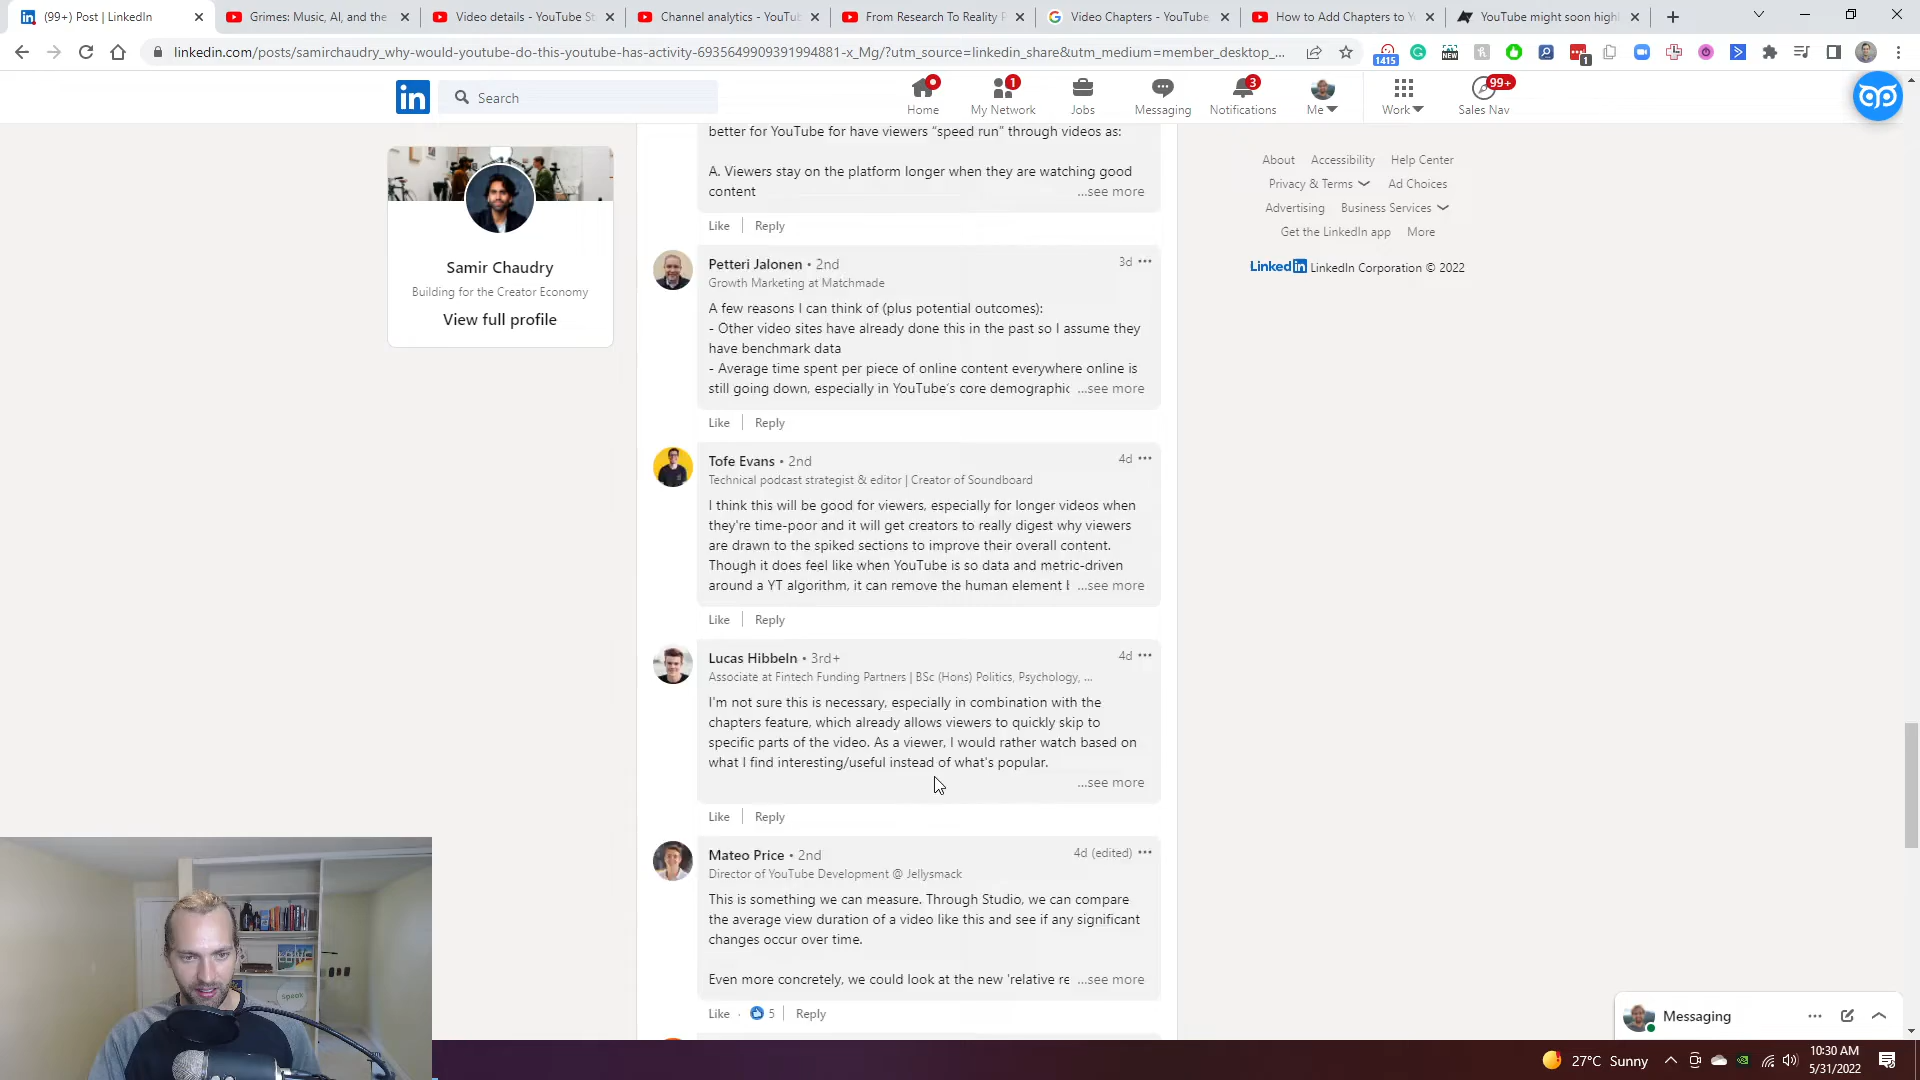 (99+) Post | LinkedIn
Grimes: Music, AI, and the
Video details - YouTube St
Channel analytics - YouTub
From Research To Reality F
Video Chapters - YouTube
How to Add Chapters to Y
YouTube might soon highl
linkedin.com/posts/samirchaudry_why-would-youtube-do-this-youtube-has-activity-6935649909391994881-x_Mg/?utm_source=linkedin_share&utm_medium=member_desktop_...
1415
NEW
1
in
Search
Home
1
My Network
Jobs
Messaging
3
Notifications
Me
Work
99+
Sales Nav
better for YouTube for have viewers “speed run” through videos as:
A. Viewers stay on the platform longer when they are watching good
content ...see more
Like Reply
Samir Chaudry
Building for the Creator Economy
View full profile
About Accessibility Help Center
Privacy & Terms Ad Choices
Advertising Business Services
Get the LinkedIn app More
LinkedIn LinkedIn Corporation © 2022
Petteri Jalonen • 2nd 3d
Growth Marketing at Matchmade
A few reasons I can think of (plus potential outcomes):
- Other video sites have already done this in the past so I assume they
have benchmark data
- Average time spent per piece of online content everywhere online is
still going down, especially in YouTube's core demographic ...see more
Like Reply
Tofe Evans • 2nd 4d
Technical podcast strategist & editor | Creator of Soundboard
I think this will be good for viewers, especially for longer videos when
they're time-poor and it will get creators to really digest why viewers
are drawn to the spiked sections to improve their overall content.
Though it does feel like when YouTube is so data and metric-driven
around a YT algorithm, it can remove the human element ...see more
Like Reply
Lucas Hibbeln • 3rd+ 4d
Associate at Fintech Funding Partners | BSc (Hons) Politics, Psychology, ...
I'm not sure this is necessary, especially in combination with the
chapters feature, which already allows viewers to quickly skip to
specific parts of the video. As a viewer, I would rather watch based on
what I find interesting/useful instead of what's popular.
...see more
Like Reply
Mateo Price • 2nd 4d (edited)
Director of YouTube Development @ Jellysmack
This is something we can measure. Through Studio, we can compare
the average view duration of a video like this and see if any significant
changes occur over time.
Even more concretely, we could look at the new 'relative re ...see more
Like · 5 Reply
Messaging
27°C Sunny
10:30 AM
5/31/2022